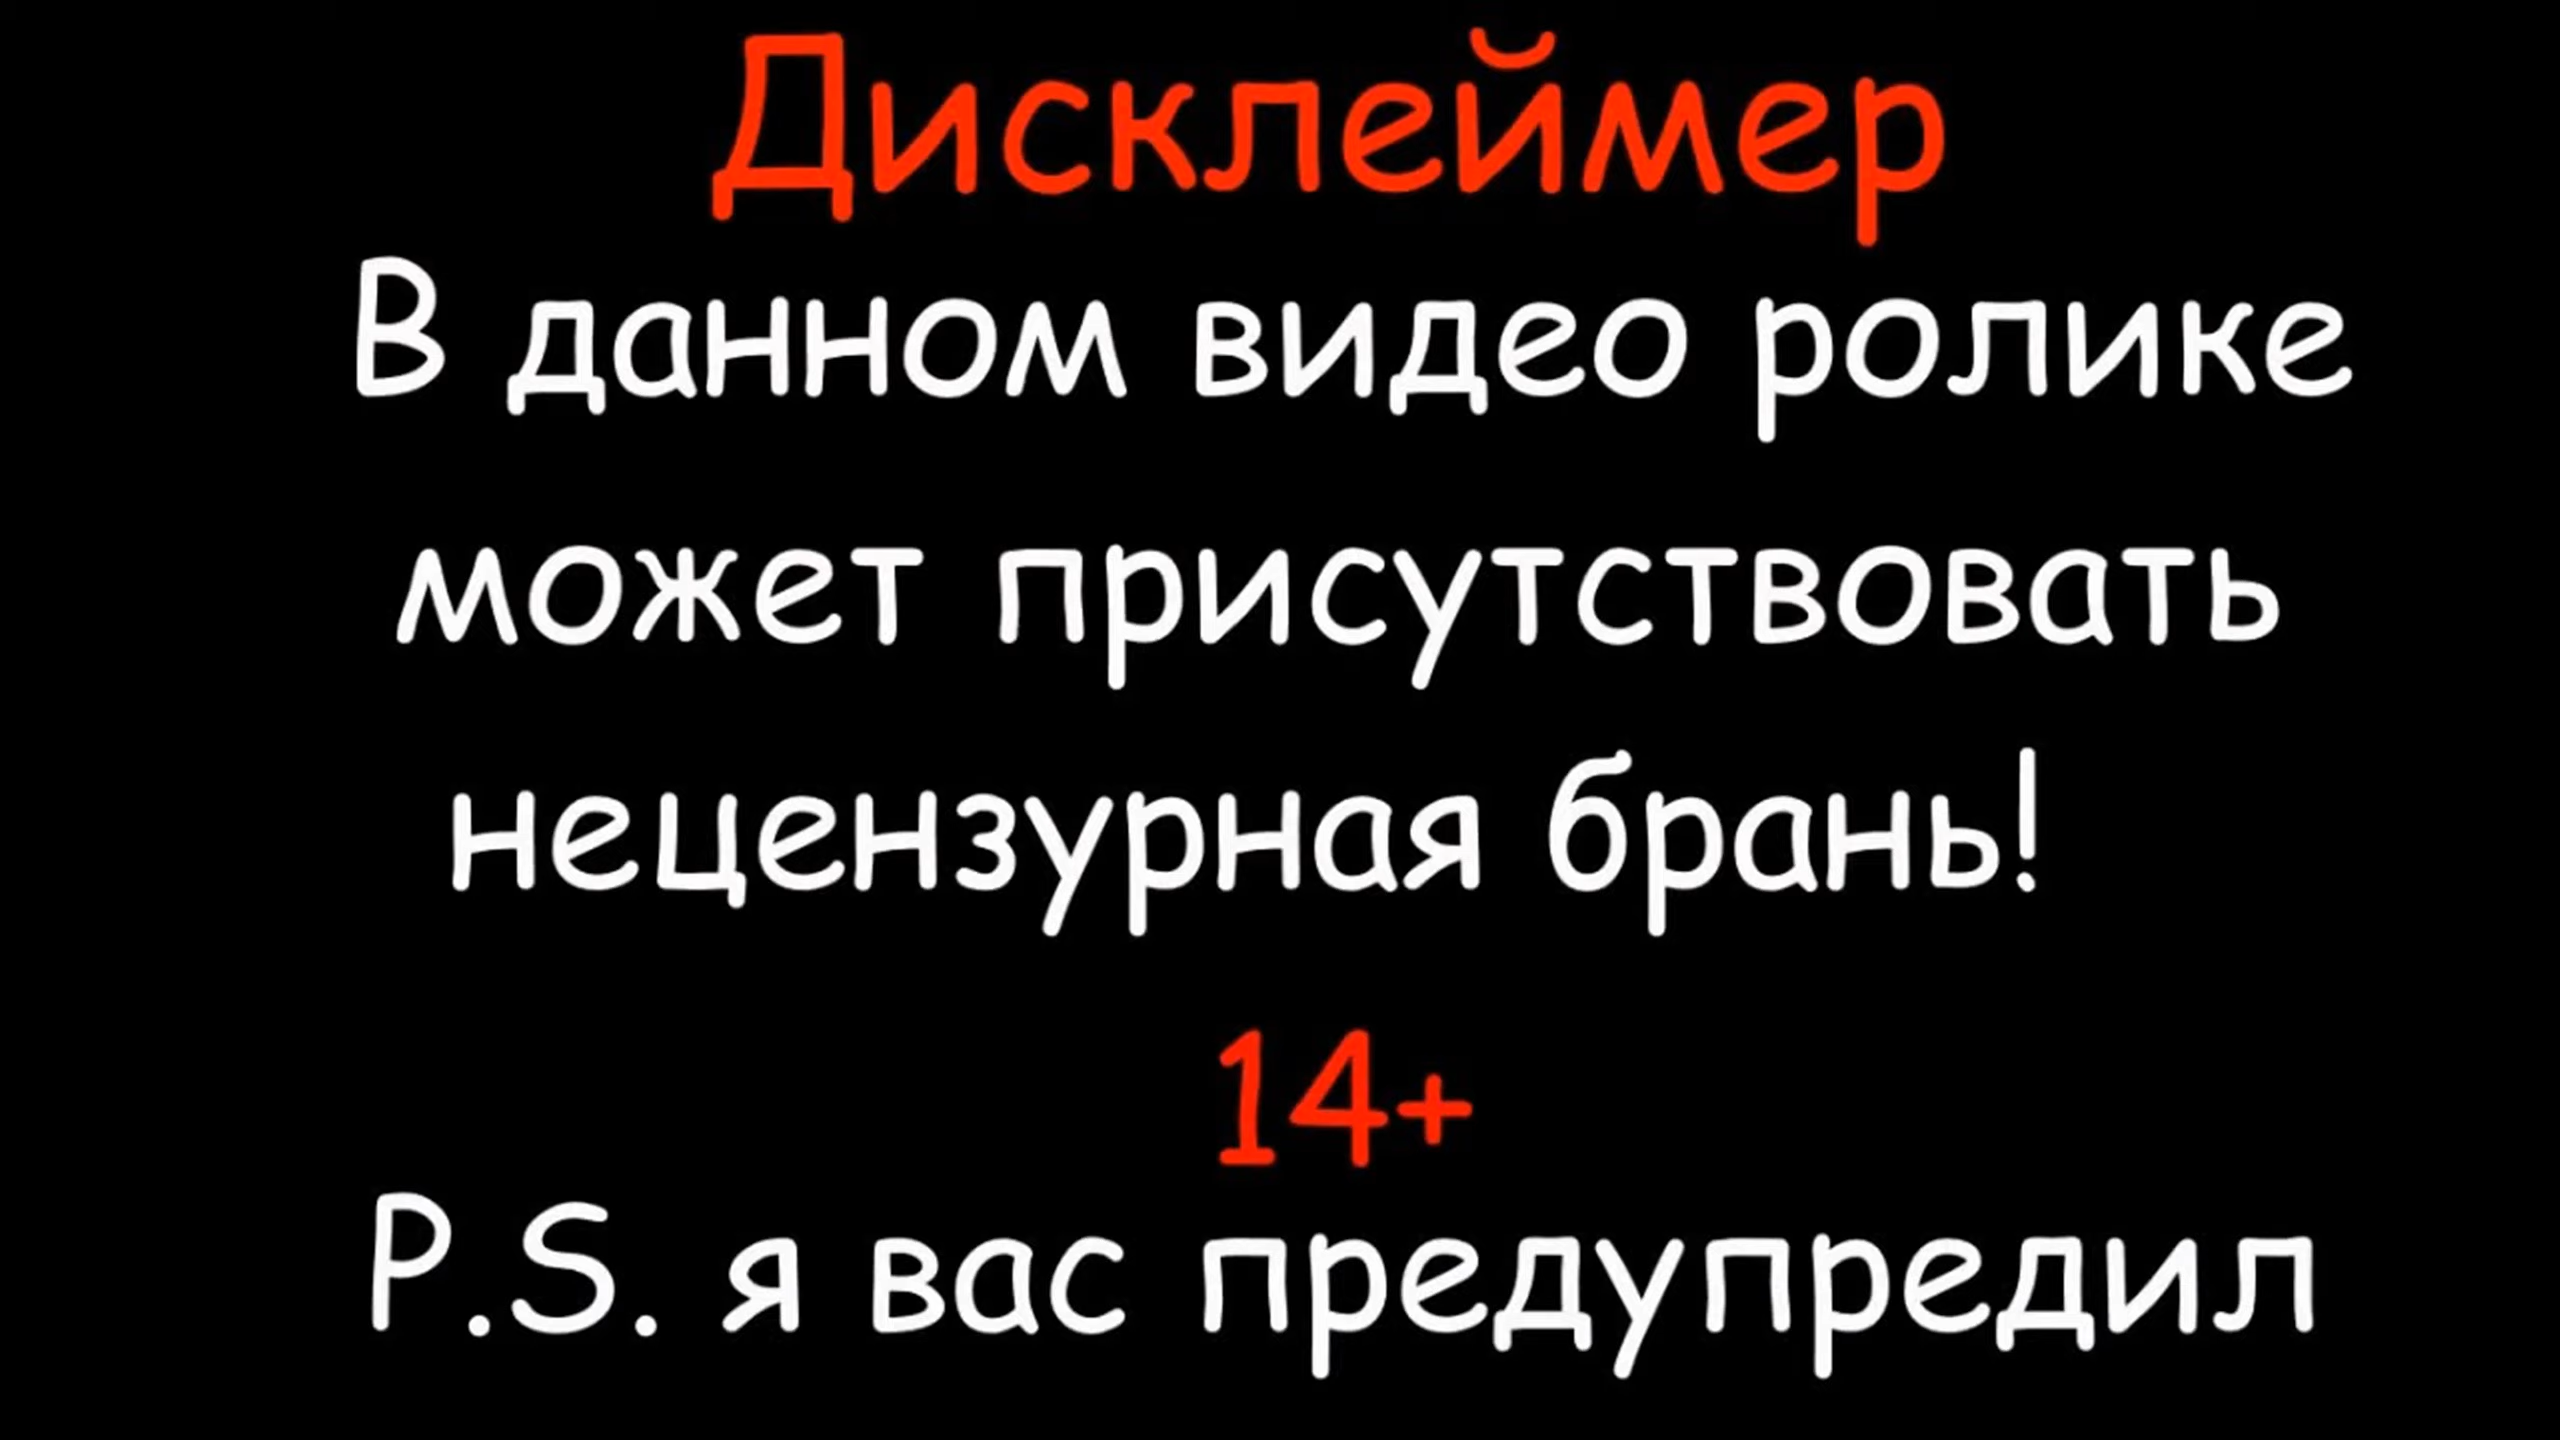 Дисклеймер
В данном видео ролике
может присутствовать
нецензурная брань!
14+
P.S. я вас предупредил